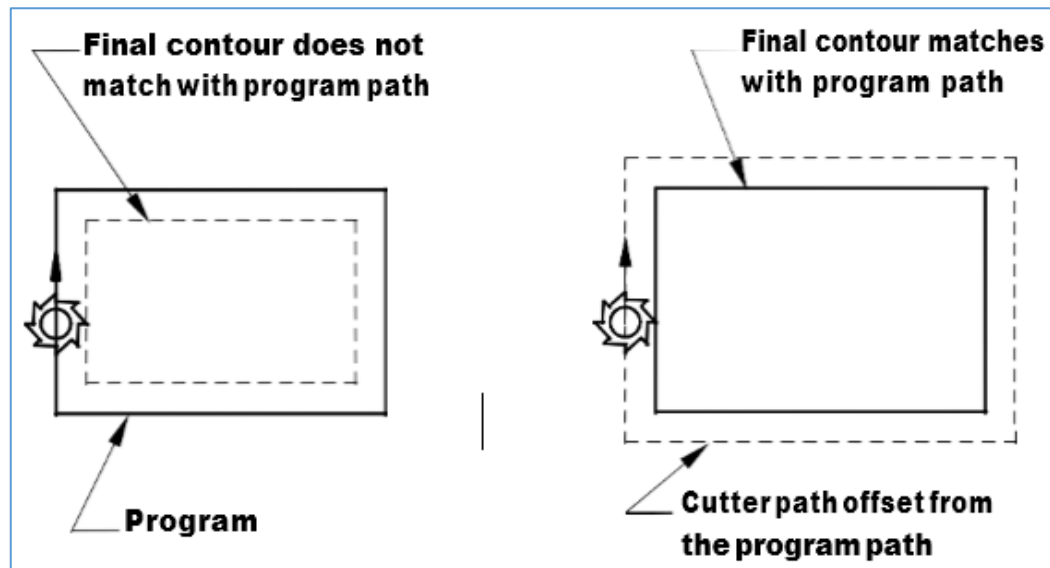 Final contour does not
match with program path
Program
Final contour matches
with program path
Cutter path offset from
the program path